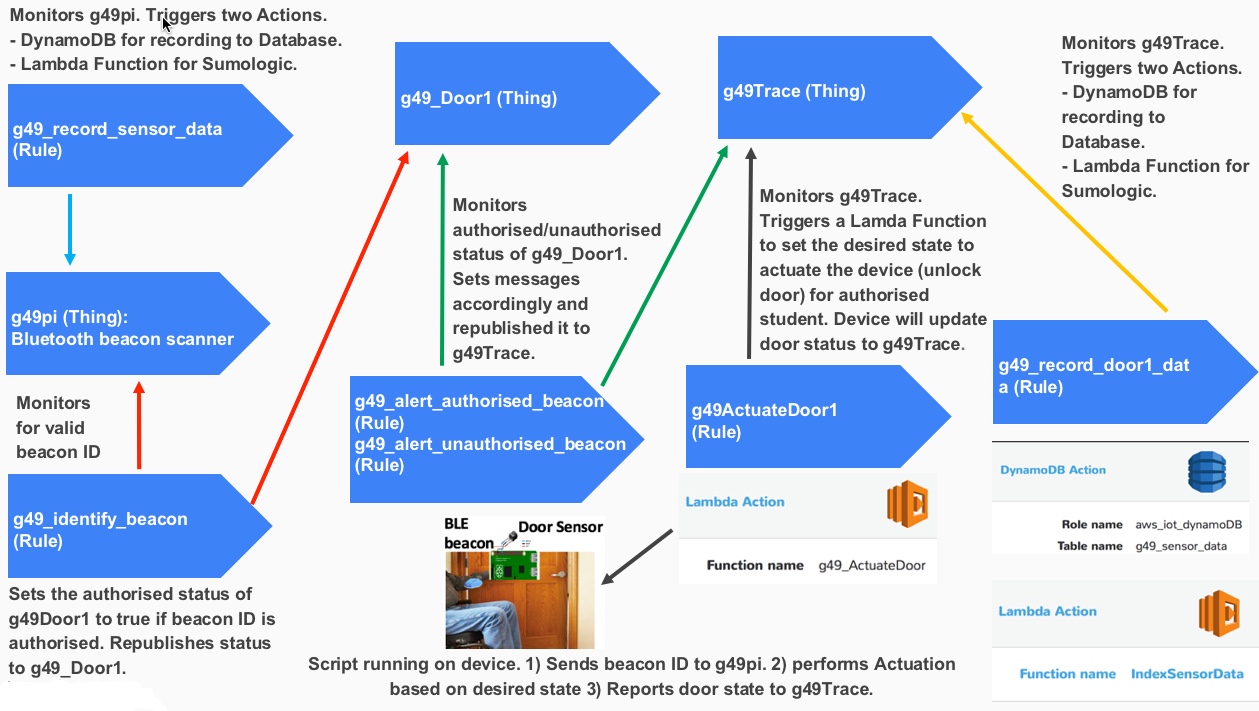 Monitors g49pi. Triggers two Actions.
- DynamoDB for recording to Database.
- Lambda Function for Sumologic.
g49_record_sensor_data
(Rule)
g49pi (Thing):
Bluetooth beacon scanner
Monitors
for valid
beacon ID
g49_identify_beacon
(Rule)
Sets the authorised status of
g49Door1 to true if beacon ID is
authorised. Republishes status
to g49_Door1.
g49_Door1 (Thing)
Monitors
authorised/unauthorised
status of g49_Door1.
Sets messages
accordingly and
republished it to
g49Trace.
g49_alert_authorised_beacon
(Rule)
g49_alert_unauthorised_beacon
(Rule)
BLE
beacon
Door Sensor
g49Trace (Thing)
Monitors g49Trace.
Triggers a Lamda Function
to set the desired state to
actuate the device (unlock
door) for authorised
student. Device will update
door status to g49Trace.
g49ActuateDoor1
(Rule)
Lambda Action
Function name g49_ActuateDoor
Script running on device. 1) Sends beacon ID to g49pi. 2) performs Actuation
based on desired state 3) Reports door state to g49Trace.
Monitors g49Trace.
Triggers two Actions.
- DynamoDB for
recording to
Database.
- Lambda Function for
Sumologic.
g49_record_door1_dat
a (Rule)
DynamoDB Action
Role name aws_iot_dynamoDB
Table name g49_sensor_data
Lambda Action
Function name IndexSensorData